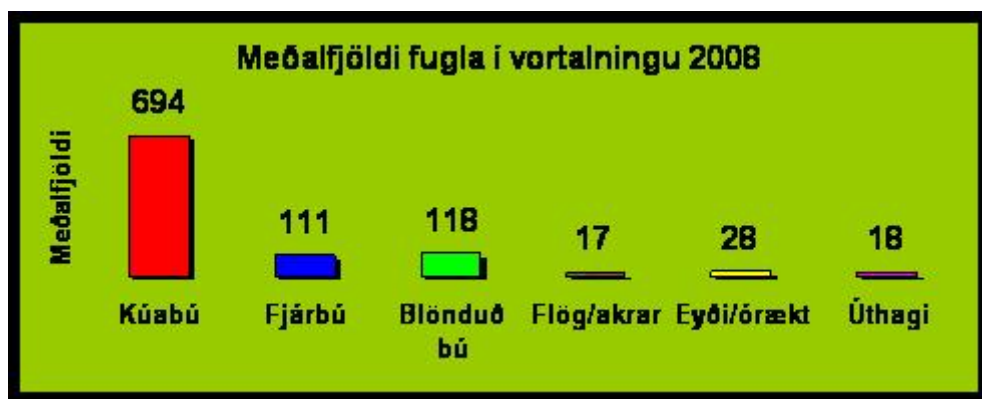 Meðalfjöldi fugla í vortalningu 2008
Meðalfjöldi
694
111
118
17
28
18
Kúabú
Fjárbú
Blönduð
bú
Flög/akrar
Eyði/órækt
Úthagi